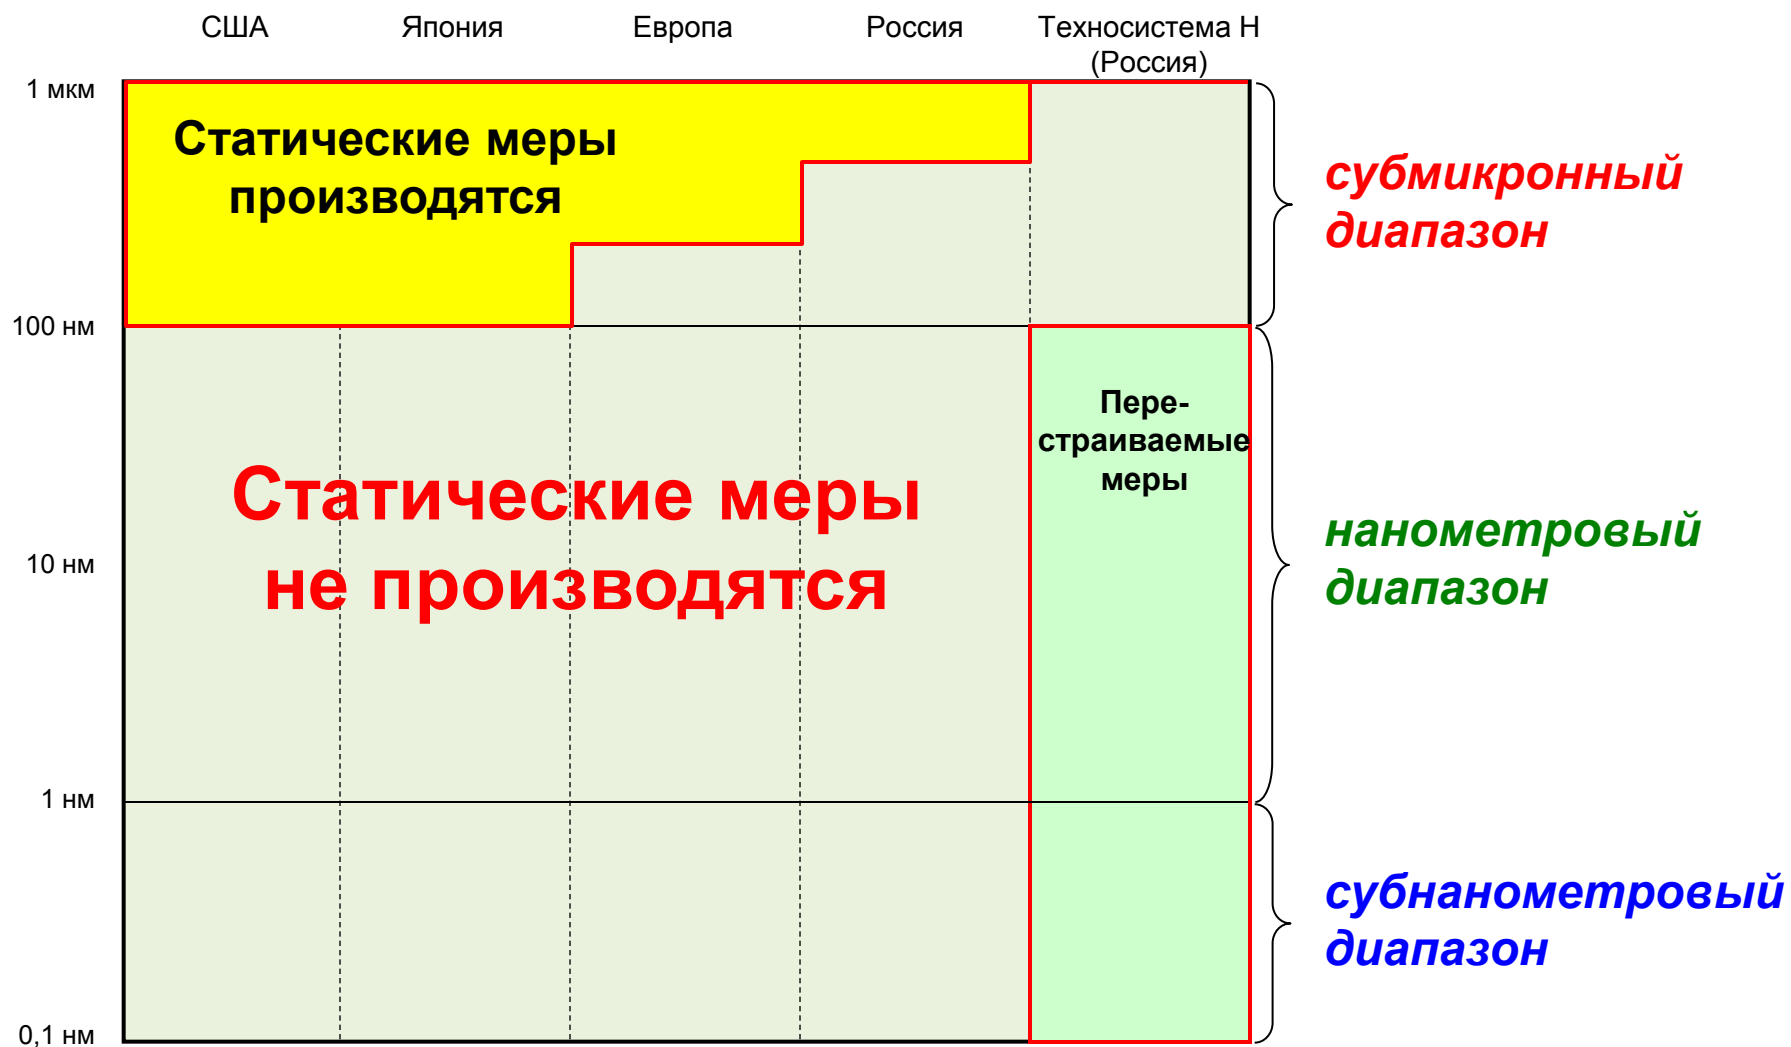 США Япония Европа Россия Техносистема Н
(Россия)
1 мкм
Статические меры
производятся
субмикронный
диапазон
100 нм
Пере-
страиваемые
меры
Статические меры
не производятся
нанометровый
диапазон
10 нм
1 нм
субнанометровый
диапазон
0,1 нм